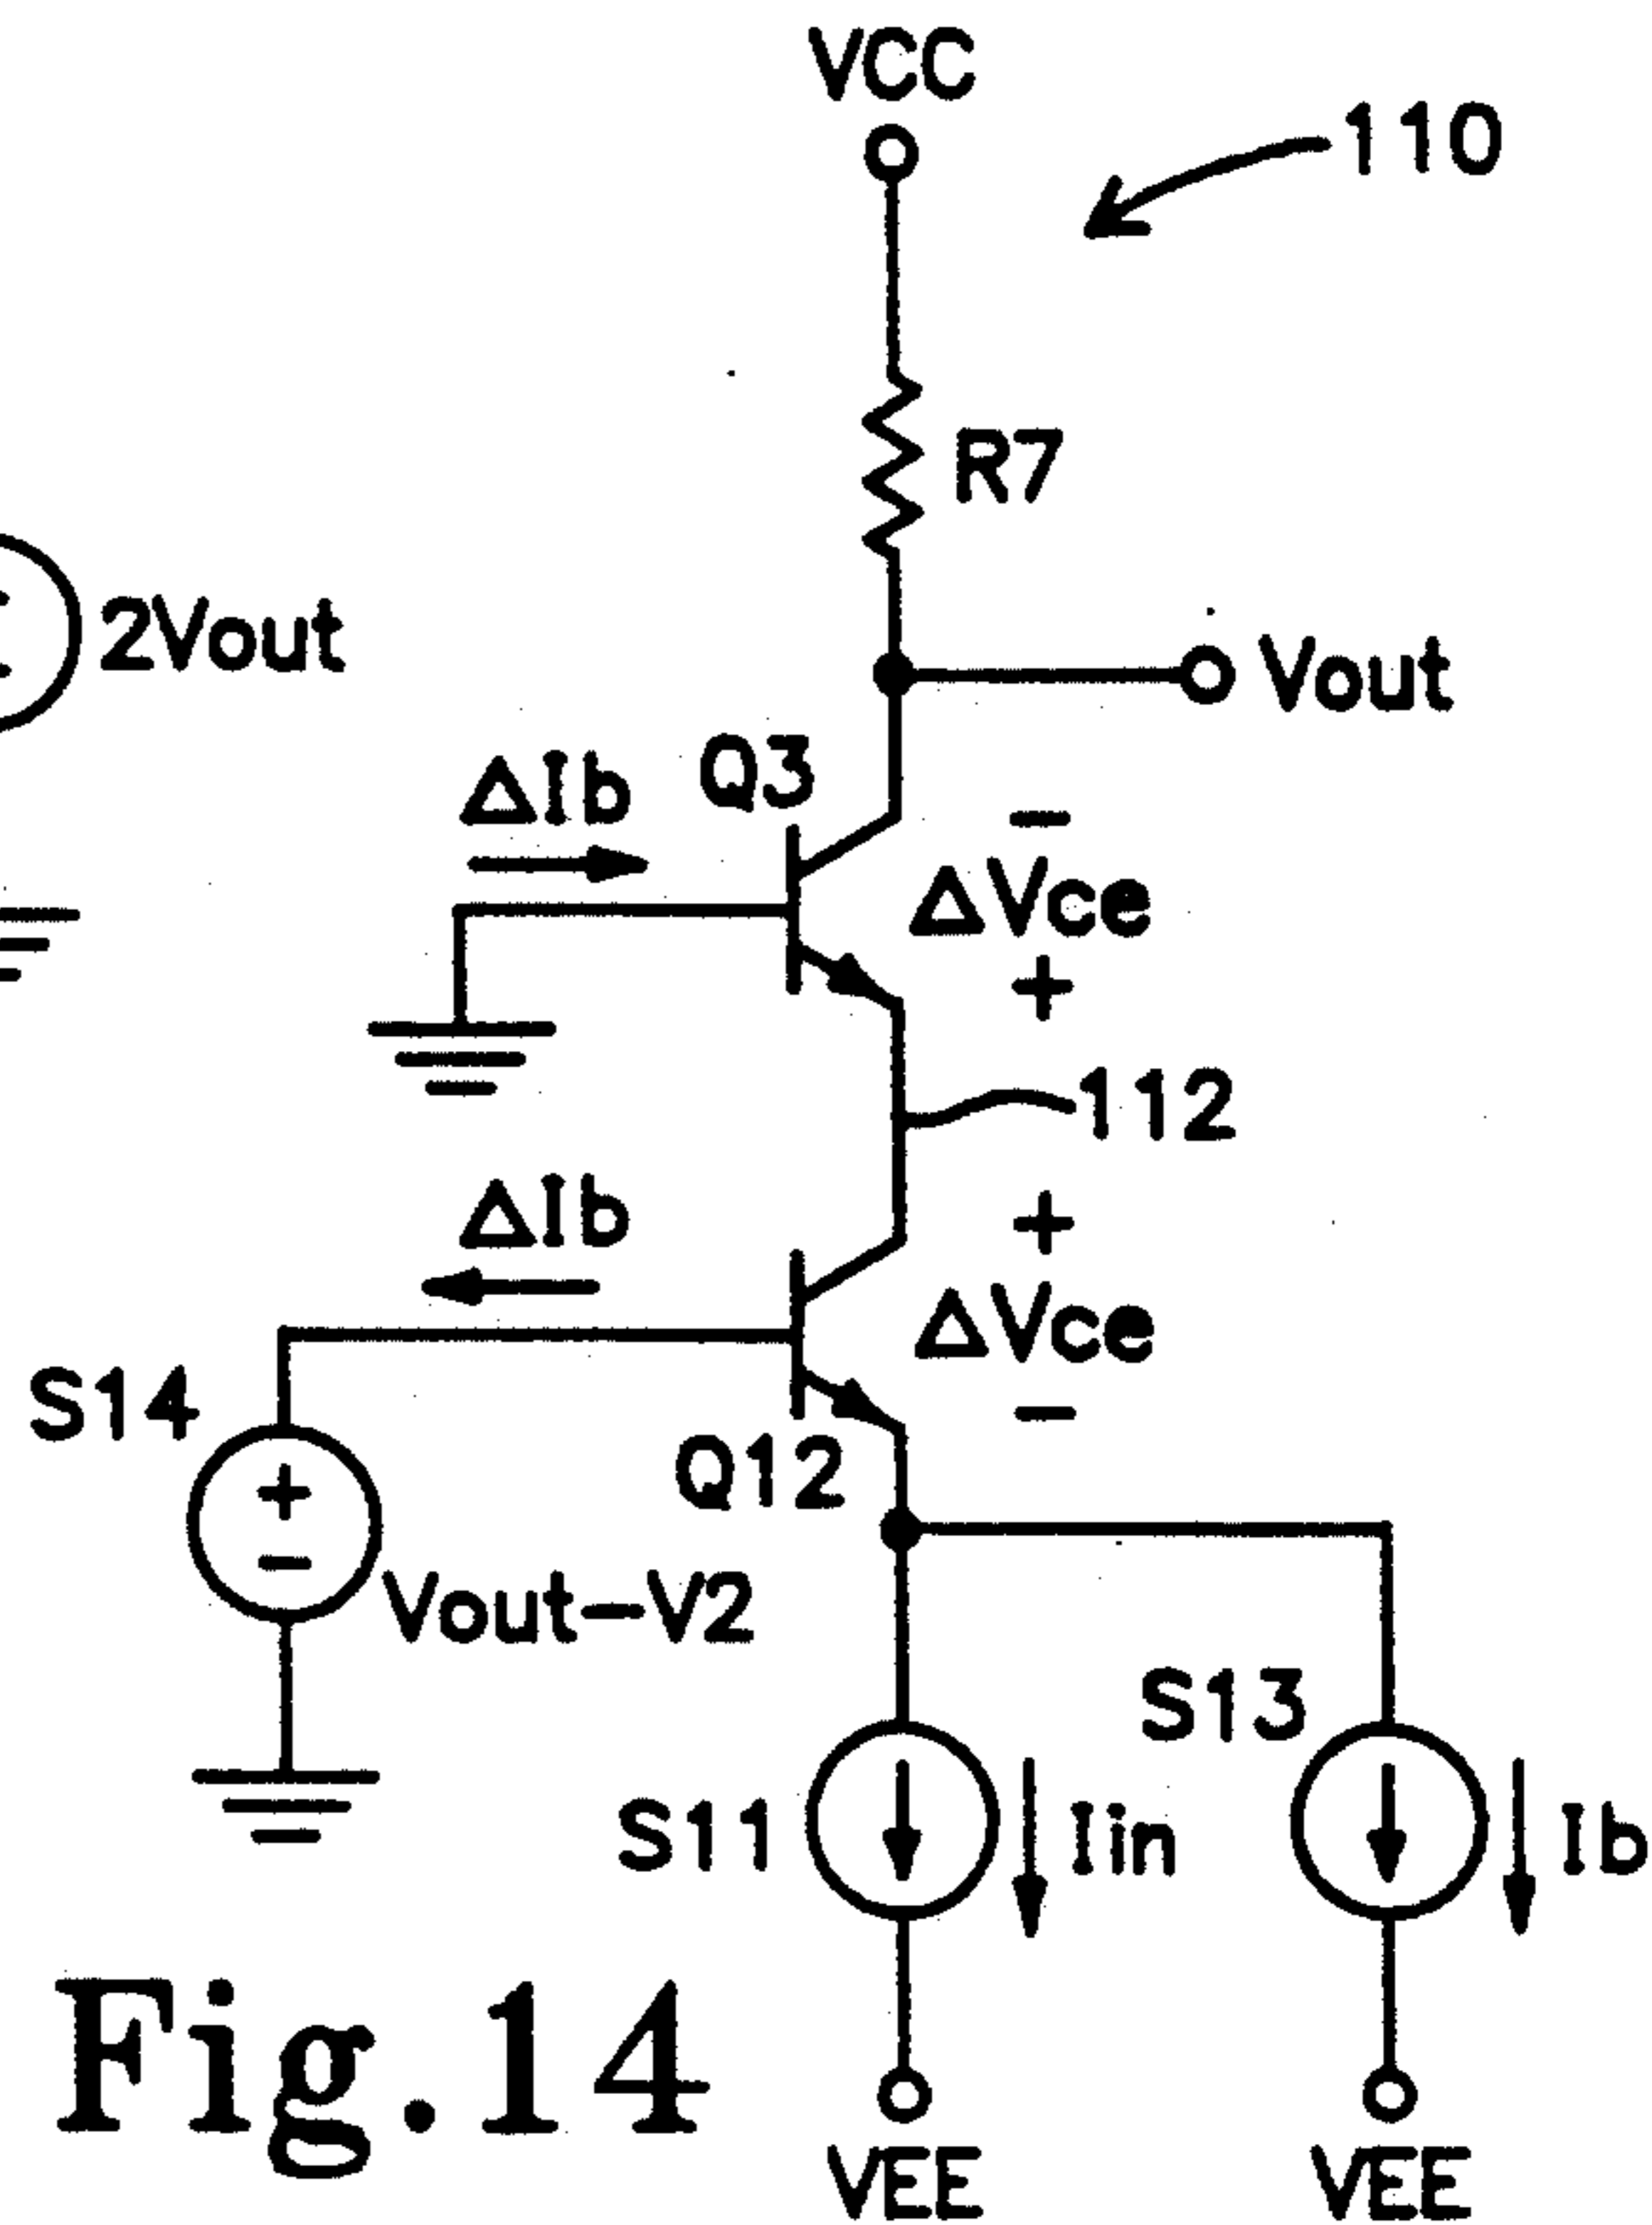 VCC
110
R7
2Vout
Vout
ΔIb
Q3
−
ΔVce
+
112
ΔIb
+
ΔVce
−
S14
Q12
+
−
Vout−V2
S13
S11
Iin
Ib
Fig.14
VEE
VEE